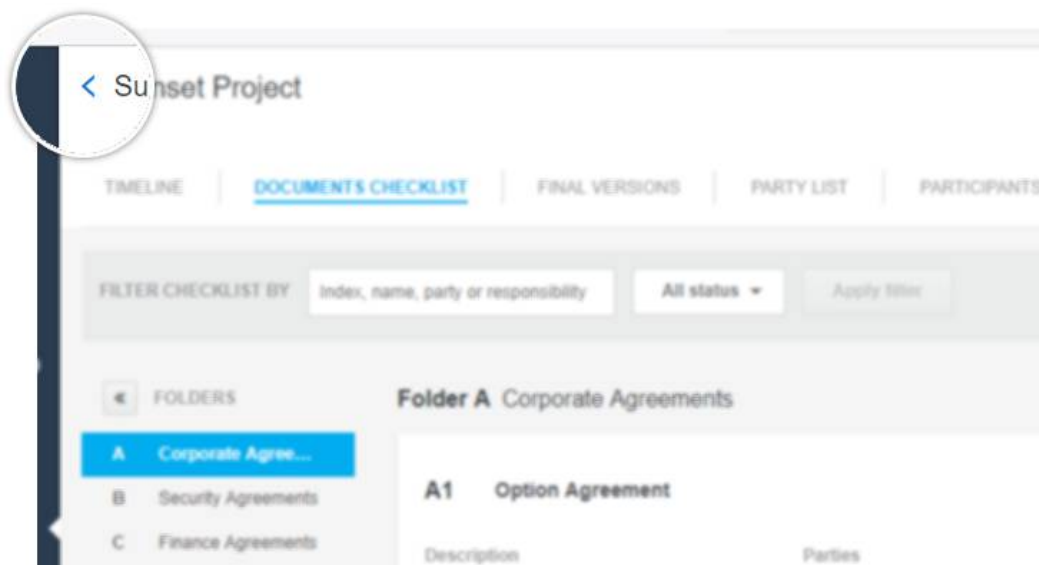 Sunset Project
TIMELINE DOCUMENTS CHECKLIST FINAL VERSIONS PARTY LIST PARTICIPANTS
FILTER CHECKLIST BY Index, name, party or responsibility All status Apply filter
« FOLDERS Folder A Corporate Agreements
A Corporate Agree...
B Security Agreements A1 Option Agreement
C Finance Agreements
Description Parties